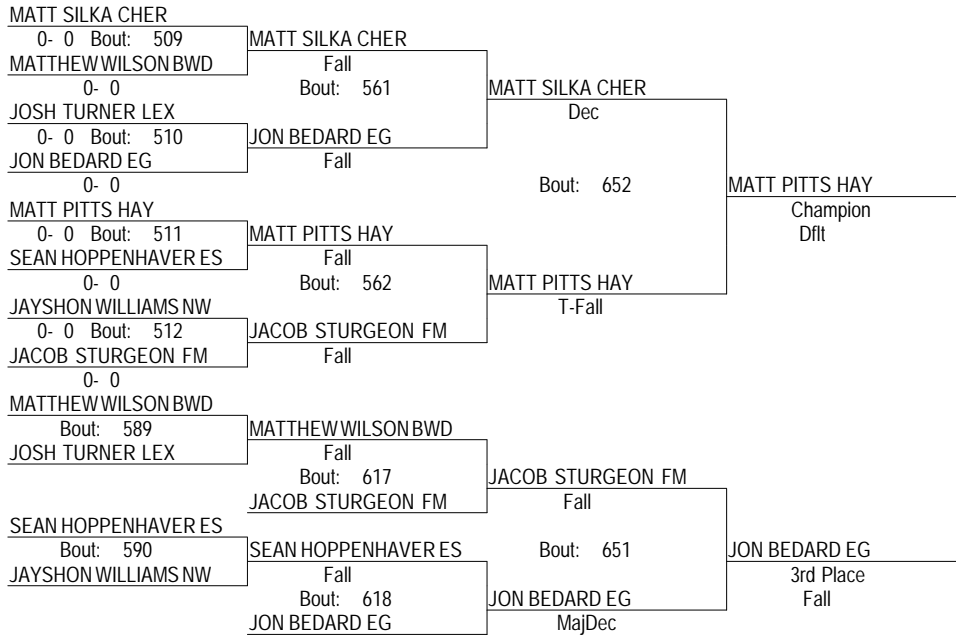 MATT SILKA CHER
0- 0 Bout: 509
MATT SILKA CHER
MATTHEW WILSON BWD
Fall
0- 0
Bout: 561
MATT SILKA CHER
JOSH TURNER LEX
Dec
0- 0 Bout: 510
JON BEDARD EG
JON BEDARD EG
Fall
0- 0
Bout: 652
MATT PITTS HAY
MATT PITTS HAY
Champion
0- 0 Bout: 511
MATT PITTS HAY
Dflt
SEAN HOPPENHAVER ES
Fall
0- 0
Bout: 562
MATT PITTS HAY
JAYSHON WILLIAMS NW
T-Fall
0- 0 Bout: 512
JACOB STURGEON FM
JACOB STURGEON FM
Fall
0- 0
MATTHEW WILSON BWD
Bout: 589
MATTHEW WILSON BWD
JOSH TURNER LEX
Fall
Bout: 617
JACOB STURGEON FM
JACOB STURGEON FM
Fall
SEAN HOPPENHAVER ES
Bout: 590
SEAN HOPPENHAVER ES
Bout: 651
JON BEDARD EG
JAYSHON WILLIAMS NW
Fall
3rd Place
Bout: 618
JON BEDARD EG
Fall
JON BEDARD EG
MajDec